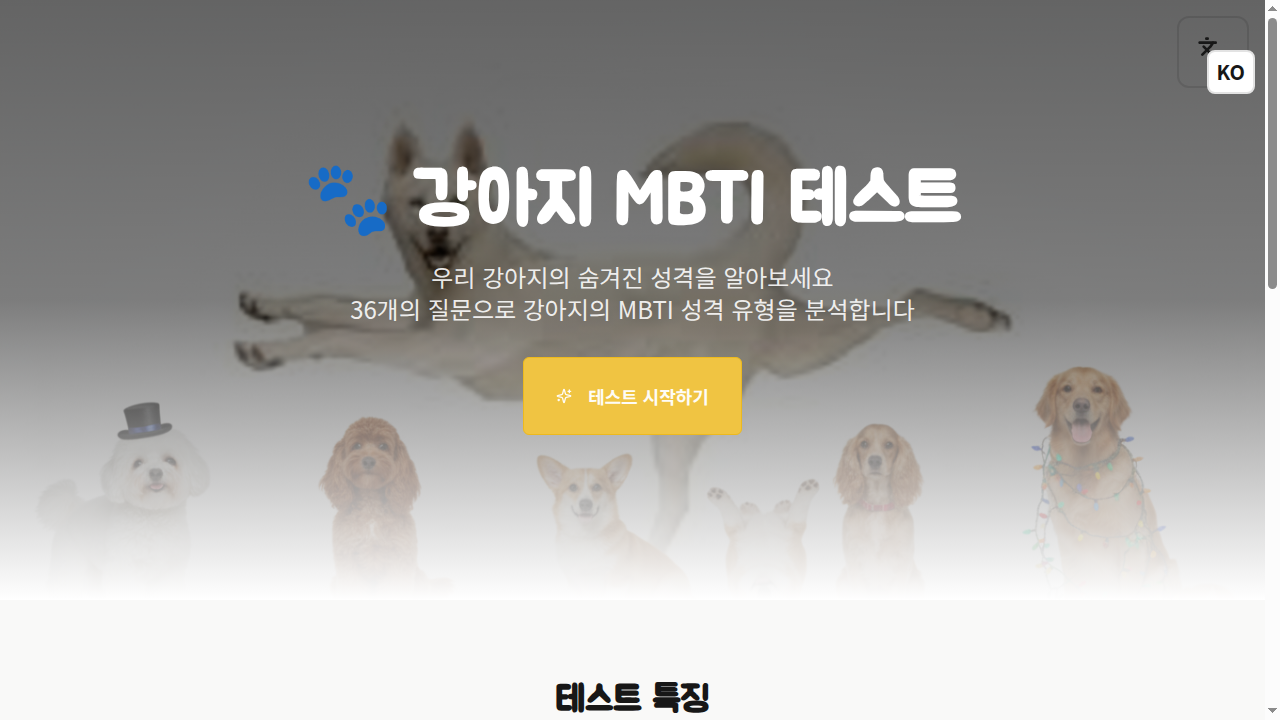 KO
강아지 MBTI 테스트
우리 강아지의 숨겨진 성격을 알아보세요
36개의 질문으로 강아지의 MBTI 성격 유형을 분석합니다
테스트 시작하기
테스트 특징